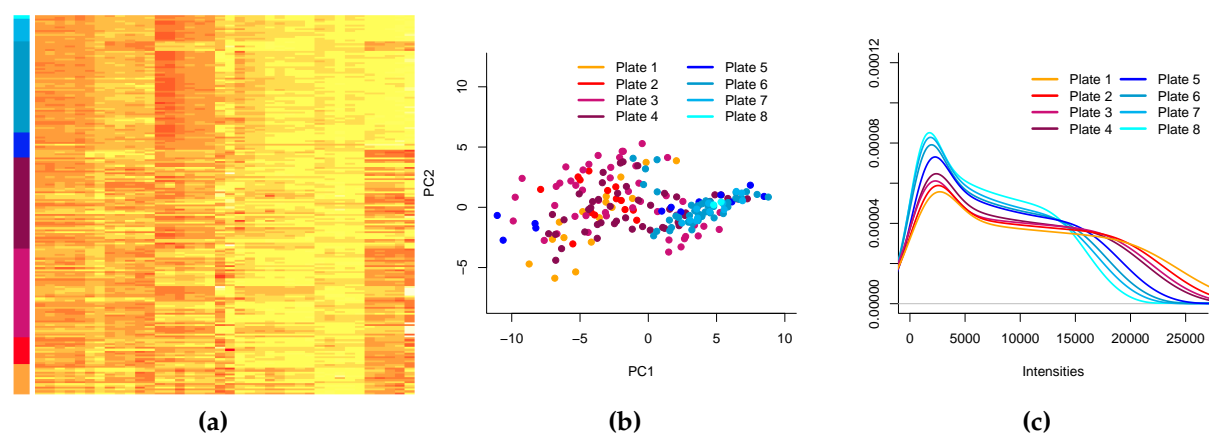 Plate 1 Plate 5
Plate 2 Plate 6
Plate 3 Plate 7
Plate 4 Plate 8
PC2
10
5
0
−5
−10 −5 0 5 10
PC1
Plate 1 Plate 5
Plate 2 Plate 6
Plate 3 Plate 7
Plate 4 Plate 8
0.00012
0.00008
0.00004
0.00000
0 5000 10000 15000 20000 25000
Intensities
(a) (b) (c)